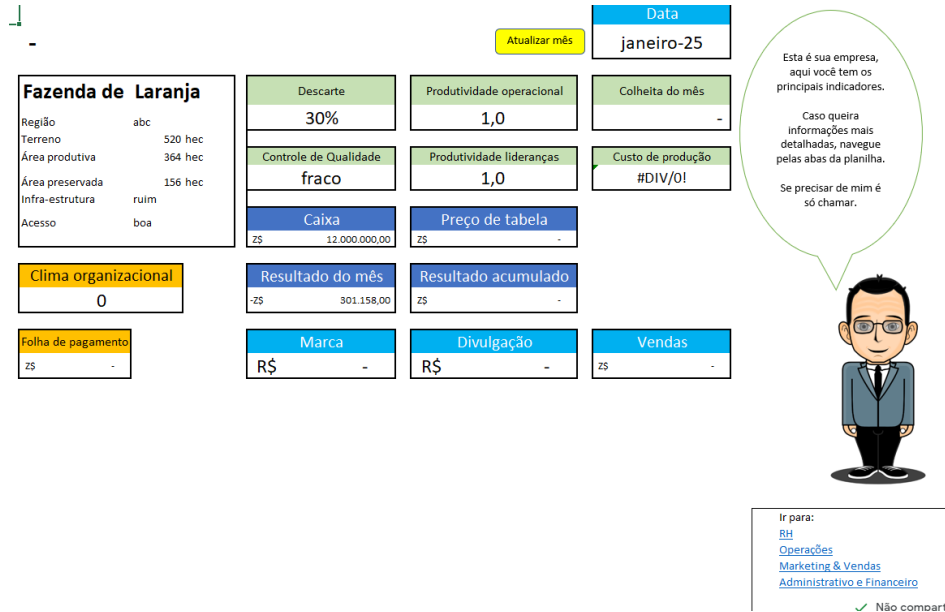 Data
-
Atualizar mês
janeiro-25
Fazenda de Laranja
Região abc
Terreno 520 hec
Área produtiva 364 hec
Área preservada 156 hec
Infra-estrutura ruim
Acesso boa
Descarte
30%
Produtividade operacional
1,0
Colheita do mês
-
Controle de Qualidade
fraco
Produtividade lideranças
1,0
Custo de produção
#DIV/0!
Caixa
Z$ 12.000.000,00
Preço de tabela
Z$ -
Clima organizacional
0
Resultado do mês
-Z$ 301.158,00
Resultado acumulado
Z$ -
Folha de pagamento
Z$ -
Marca
R$ -
Divulgação
R$ -
Vendas
Z$ -
Esta é sua empresa,
aqui você tem os
principais indicadores.
Caso queira
informações mais
detalhadas, navegue
pelas abas da planilha.
Se precisar de mim é
só chamar.
Ir para:
RH
Operações
Marketing & Vendas
Administrativo e Financeiro
Não compart